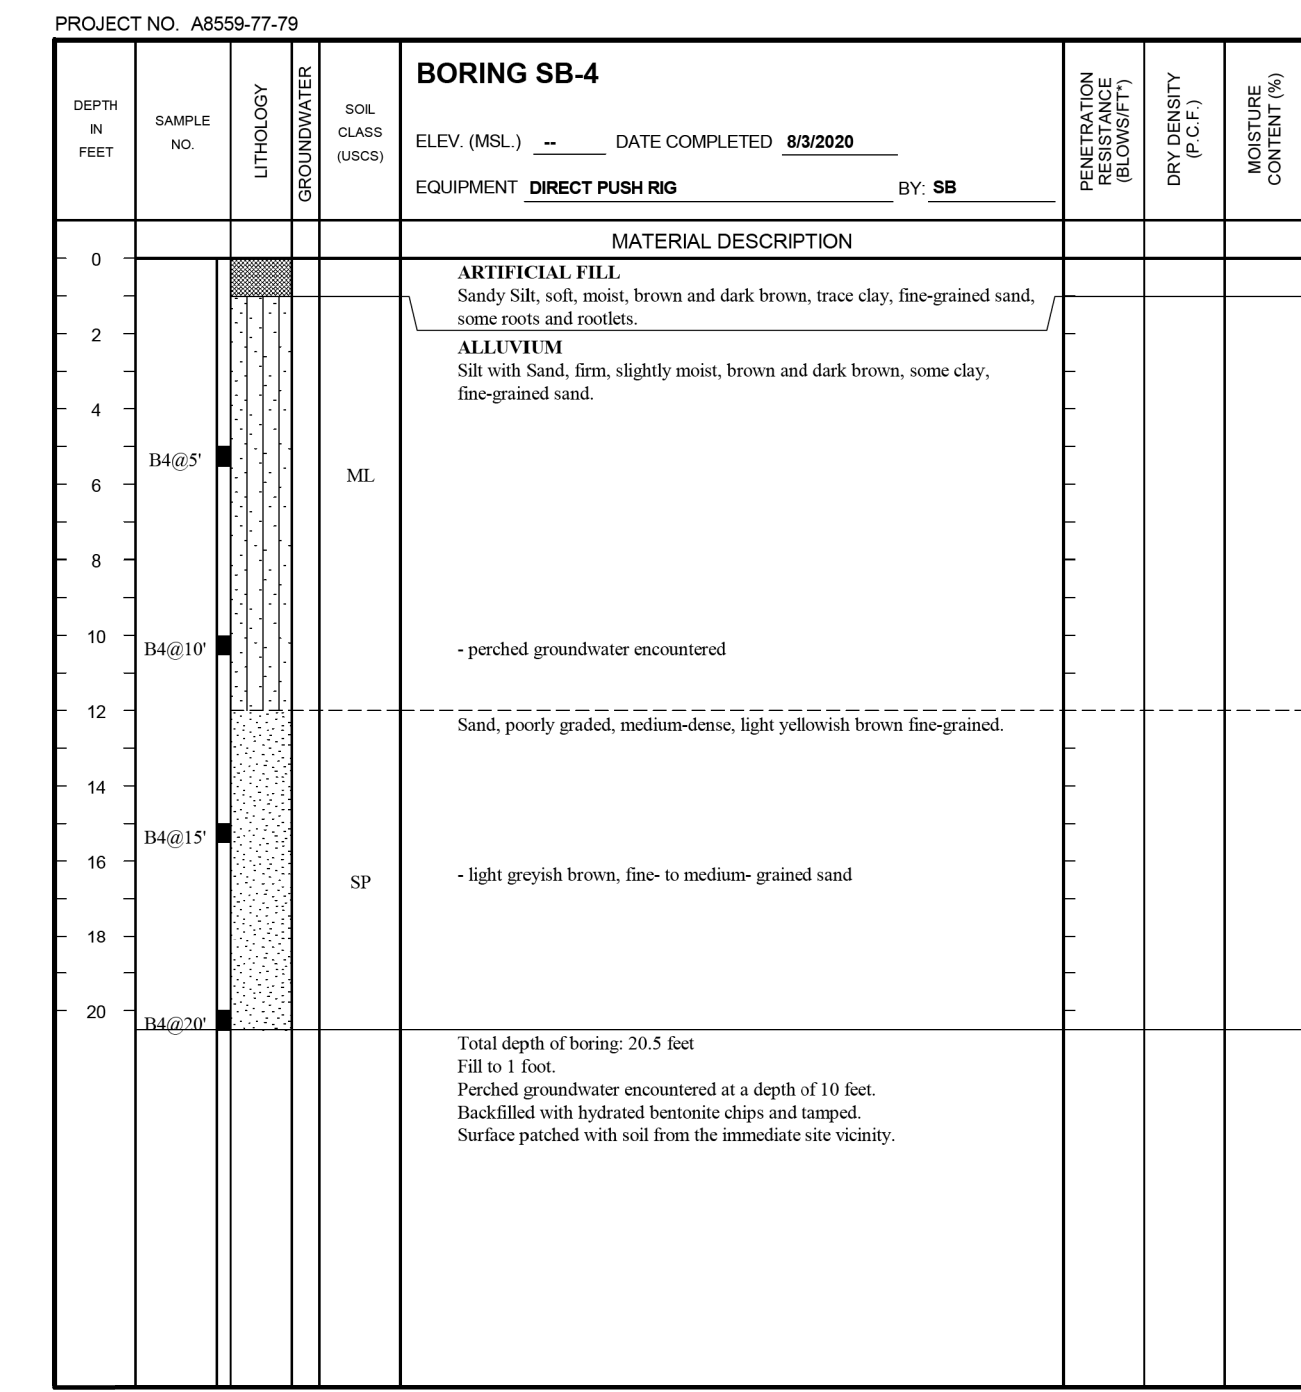 PROJECT NO. A8559-77-79
DEPTH
IN
FEET
SAMPLE
NO.
LITHOLOGY
GROUNDWATER
SOIL
CLASS
(USCS)
BORING SB-4
ELEV. (MSL.) -- DATE COMPLETED 8/3/2020
EQUIPMENT DIRECT PUSH RIG BY: SB
PENETRATION
RESISTANCE
(BLOWS/FT*)
DRY DENSITY
(P.C.F.)
MOISTURE
CONTENT (%)
MATERIAL DESCRIPTION
0
ARTIFICIAL FILL
Sandy Silt, soft, moist, brown and dark brown, trace clay, fine-grained sand,
some roots and rootlets.
2
ALLUVIUM
Silt with Sand, firm, slightly moist, brown and dark brown, some clay,
fine-grained sand.
4
B4@5'
ML
6
8
10
B4@10'
- perched groundwater encountered
12
Sand, poorly graded, medium-dense, light yellowish brown fine-grained.
14
B4@15'
16
- light greyish brown, fine- to medium- grained sand
SP
18
20
B4@20'
Total depth of boring: 20.5 feet
Fill to 1 foot.
Perched groundwater encountered at a depth of 10 feet.
Backfilled with hydrated bentonite chips and tamped.
Surface patched with soil from the immediate site vicinity.